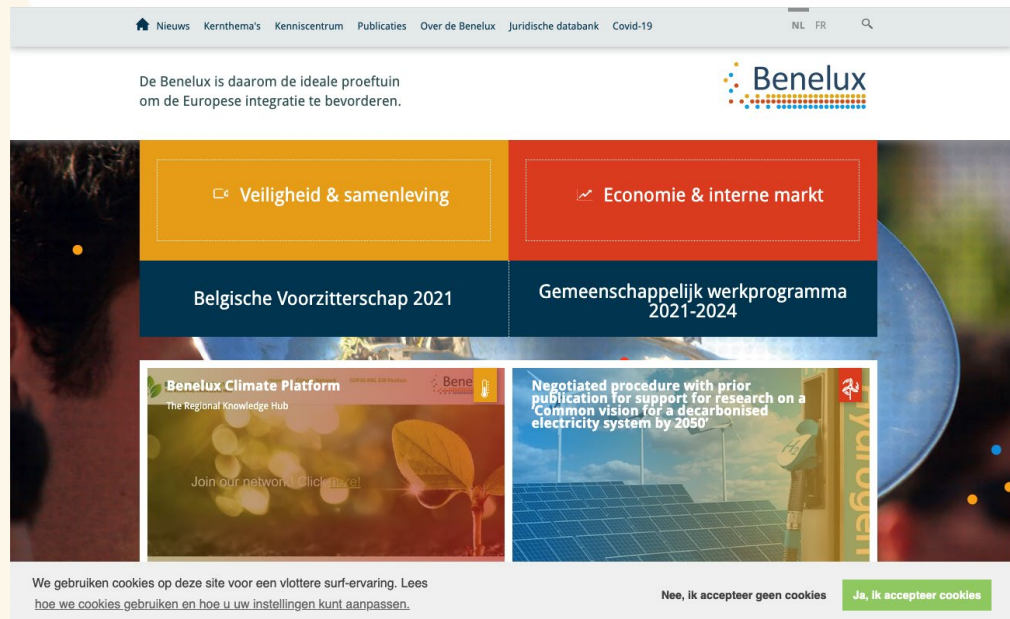 Nieuws Kernthema's Kenniscentrum Publicaties Over de Benelux Juridische databank Covid-19 NL FR
De Benelux is daarom de ideale proeftuin
om de Europese integratie te bevorderen.
Benelux
Veiligheid & samenleving
Economie & interne markt
Belgische Voorzitterschap 2021
Gemeenschappelijk werkprogramma
2021-2024
Benelux Climate Platform
The Regional Knowledge Hub
Bene
Join our network! Click here!
Negotiated procedure with prior
publication for support for research on a
'Common vision for a decarbonised
electricity system by 2050'
We gebruiken cookies op deze site voor een vlottere surf-ervaring. Lees
hoe we cookies gebruiken en hoe u uw instellingen kunt aanpassen.
Nee, ik accepteer geen cookies
Ja, ik accepteer cookies